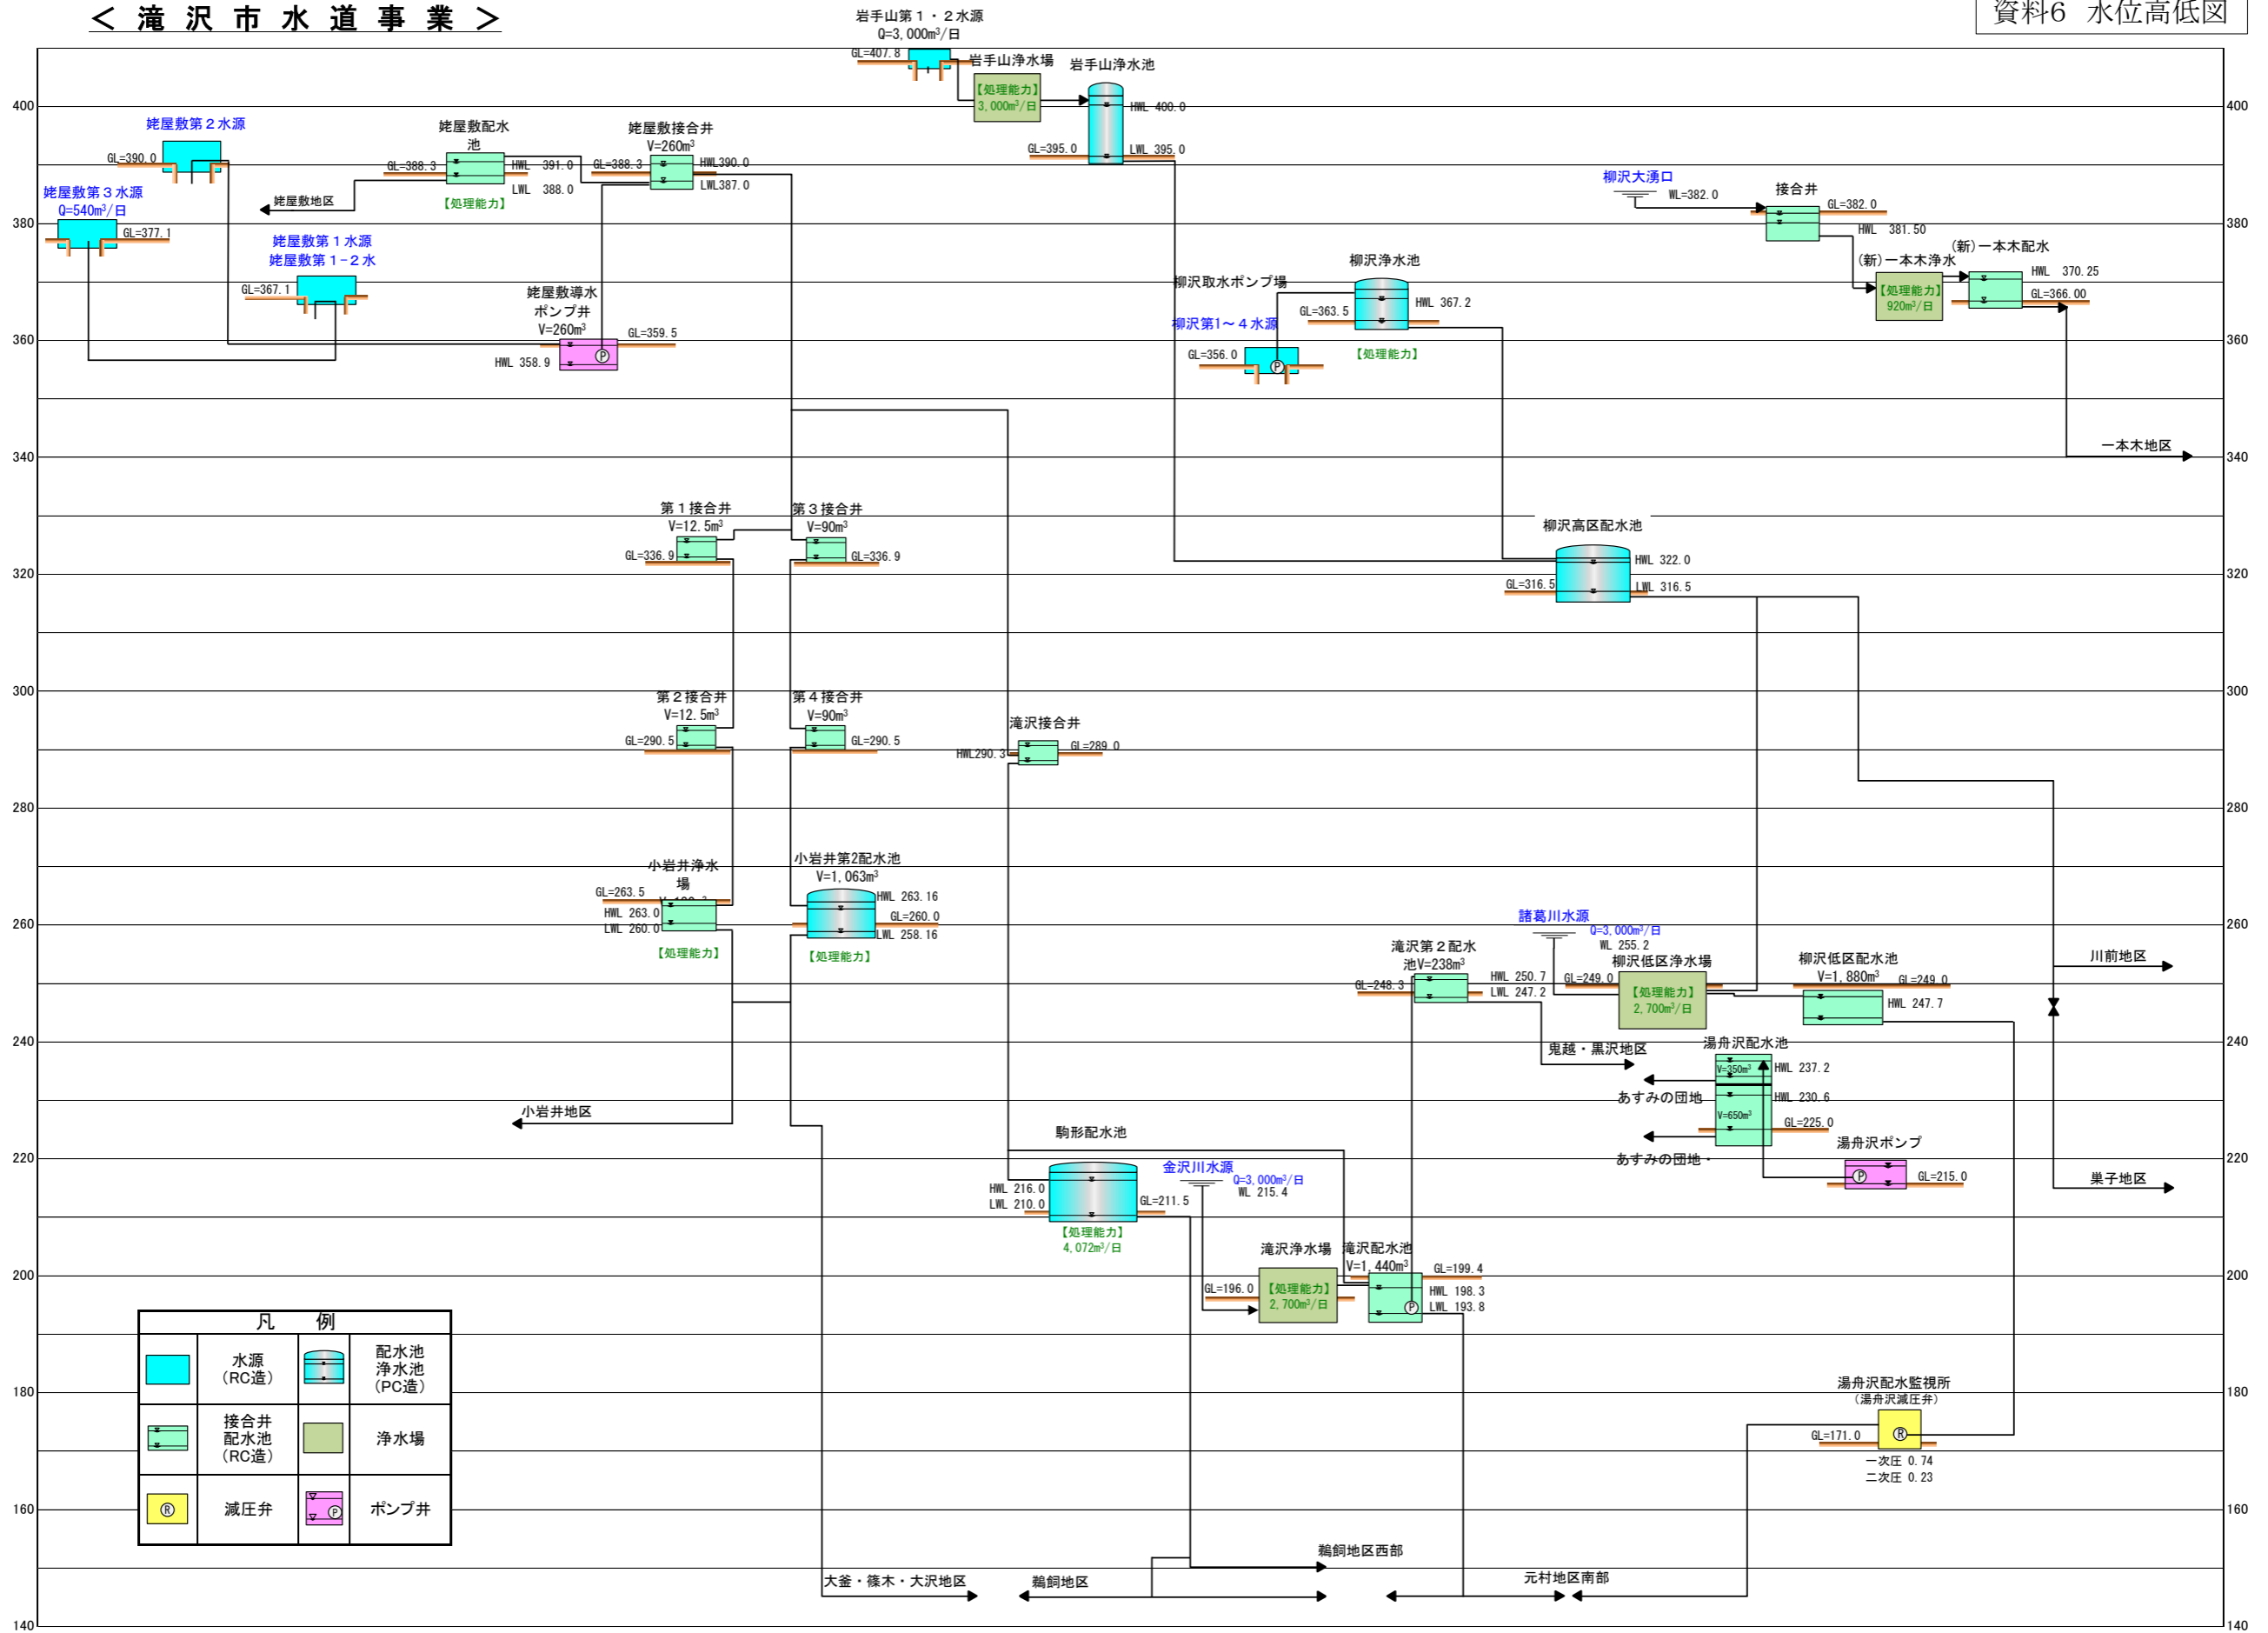 ＜ 滝 沢 市 水 道 事 業 ＞
資料6 水位高低図
岩手山第１・２水源
Q=3,000m³/日
GL=407.8
岩手山浄水場
【処理能力】
3,000m³/日
岩手山浄水池
HWL 400.0
GL=395.0
LWL 395.0
姥屋敷第２水源
GL=390.0
姥屋敷配水
池
GL=388.3
HWL 391.0
LWL 388.0
【処理能力】
姥屋敷地区
姥屋敷接合井
V=260m³
GL=388.3
HWL390.0
LWL387.0
姥屋敷第３水源
Q=540m³/日
GL=377.1
姥屋敷第１水源
姥屋敷第１-２水
GL=367.1
姥屋敷導水
ポンプ井
V=260m³
GL=359.5
HWL 358.9
柳沢大湧口
WL=382.0
接合井
GL=382.0
HWL 381.50
(新)一本木浄水
【処理能力】
920m³/日
(新)一本木配水
HWL 370.25
GL=366.00
一本木地区
柳沢取水ポンプ場
柳沢第1～４水源
GL=356.0
柳沢浄水池
HWL 367.2
GL=363.5
【処理能力】
第１接合井
V=12.5m³
GL=336.9
第３接合井
V=90m³
GL=336.9
柳沢高区配水池
HWL 322.0
GL=316.5
LWL 316.5
第２接合井
V=12.5m³
GL=290.5
第４接合井
V=90m³
GL=290.5
滝沢接合井
HWL290.3
GL=289.0
小岩井浄水
場
GL=263.5
HWL 263.0
LWL 260.0
【処理能力】
小岩井第2配水池
V=1,063m³
HWL 263.16
GL=260.0
LWL 258.16
【処理能力】
小岩井地区
諸葛川水源
Q=3,000m³/日
WL 255.2
滝沢第２配水
池V=238m³
GL=248.3
HWL 250.7
LWL 247.2
鬼越・黒沢地区
柳沢低区浄水場
GL=249.0
【処理能力】
2,700m³/日
柳沢低区配水池
V=1,880m³
GL=249.0
HWL 247.7
川前地区
湯舟沢配水池
V=350m³
HWL 237.2
あすみの団地
HWL 230.6
V=650m³
GL=225.0
あすみの団地・
湯舟沢ポンプ
P
GL=215.0
巣子地区
駒形配水池
HWL 216.0
LWL 210.0
GL=211.5
【処理能力】
4,072m³/日
金沢川水源
Q=3,000m³/日
WL 215.4
滝沢浄水場
GL=196.0
【処理能力】
2,700m³/日
滝沢配水池
V=1,440m³
GL=199.4
HWL 198.3
P
LWL 193.8
湯舟沢配水監視所
（湯舟沢減圧弁）
R
GL=171.0
一次圧 0.74
二次圧 0.23
大釜・篠木・大沢地区
鵜飼地区
鵜飼地区西部
元村地区南部
凡　例
水源
（RC造）
配水池
浄水池
（PC造）
接合井
配水池
（RC造）
浄水場
R
減圧弁
P
ポンプ井
400
380
360
340
320
300
280
260
240
220
200
180
160
140
400
380
360
340
320
300
280
260
240
220
200
180
160
140
P
P